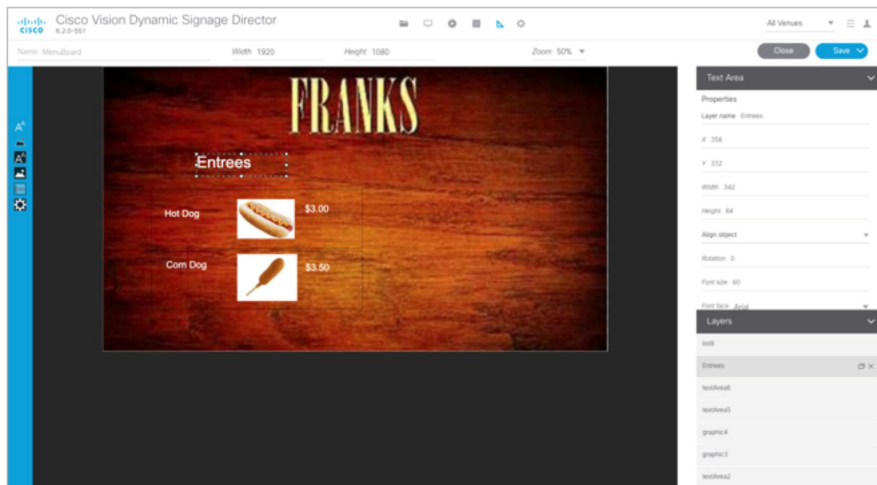 CISCO
Cisco Vision Dynamic Signage Director
6.2.0-551
All Venues
Name MenuBoard
Width 1920
Height 1080
Zoom 50%
Close
Save
FRANKS
Entrees
Hot Dog
$3.00
Corn Dog
$3.50
Text Area
Properties
Layer name Entrees
X 356
Y 332
Width 342
Height 84
Align object
Rotation 0
Font size 60
Font face Arial
Layers
Entrees
textArea6
textArea5
graphic4
graphic3
textArea2